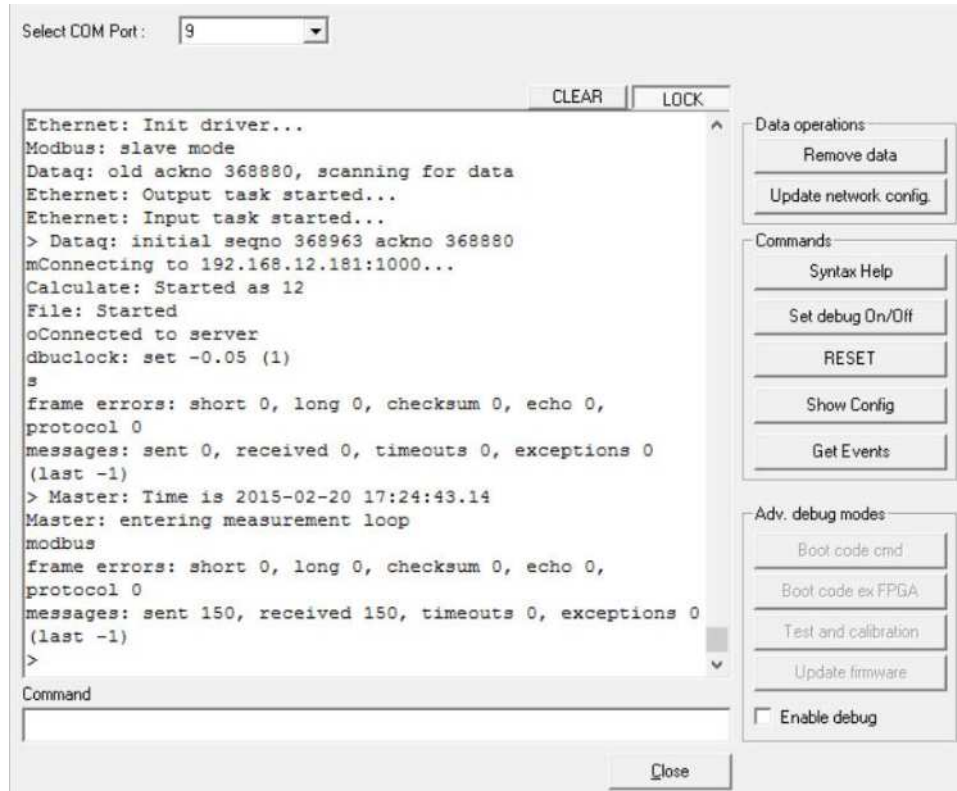 Select COM Port :
9
CLEAR
LOCK
Ethernet: Init driver...
Modbus: slave mode
Dataq: old ackno 368880, scanning for data
Ethernet: Output task started...
Ethernet: Input task started...
> Dataq: initial seqno 368963 ackno 368880
mConnecting to 192.168.12.181:1000...
Calculate: Started as 12
File: Started
oConnected to server
dbuclock: set -0.05 (1)
s
frame errors: short 0, long 0, checksum 0, echo 0,
protocol 0
messages: sent 0, received 0, timeouts 0, exceptions 0
(last -1)
> Master: Time is 2015-02-20 17:24:43.14
Master: entering measurement loop
modbus
frame errors: short 0, long 0, checksum 0, echo 0,
protocol 0
messages: sent 150, received 150, timeouts 0, exceptions 0
(last -1)
>
Command
Data operations
Remove data
Update network config.
Commands
Syntax Help
Set debug On/Off
RESET
Show Config
Get Events
Adv. debug modes
Boot code cmd
Boot code ex FPGA
Test and calibration
Update firmware
Enable debug
Close